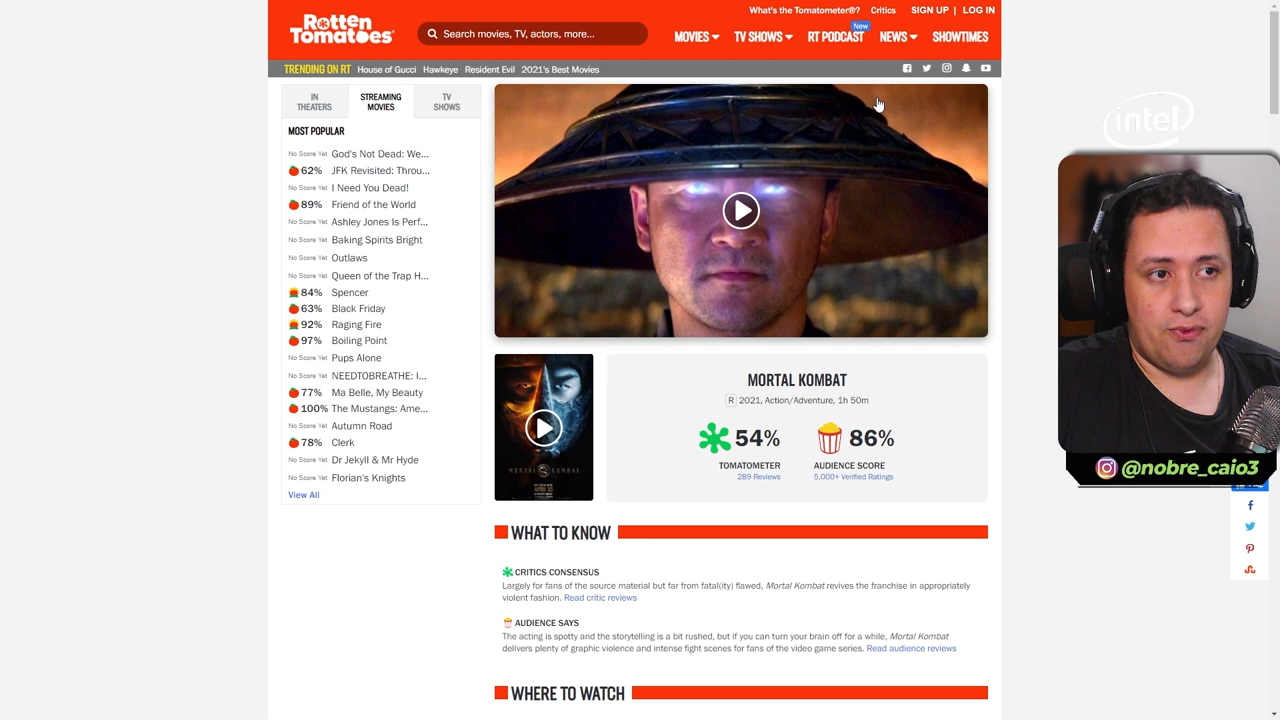 What's the Tomatometer®? Critics SIGN UP | LOG IN
Rotten Tomatoes
Search movies, TV, actors, more...
MOVIES TV SHOWS RT PODCAST New NEWS SHOWTIMES
TRENDING ON RT House of Gucci Hawkeye Resident Evil 2021's Best Movies
IN THEATERS
STREAMING MOVIES
TV SHOWS
MOST POPULAR
No Score Yet God's Not Dead: We...
62% JFK Revisited: Throu...
No Score Yet I Need You Dead!
89% Friend of the World
No Score Yet Ashley Jones Is Perf...
No Score Yet Baking Spirits Bright
No Score Yet Outlaws
No Score Yet Queen of the Trap H...
84% Spencer
63% Black Friday
92% Raging Fire
97% Boiling Point
No Score Yet Pups Alone
No Score Yet NEEDTOBREATHE: I...
77% Ma Belle, My Beauty
100% The Mustangs: Ame...
No Score Yet Autumn Road
78% Clerk
No Score Yet Dr Jekyll & Mr Hyde
No Score Yet Florian's Knights
View All
MORTAL KOMBAT
MORTAL KOMBAT
R 2021, Action/Adventure, 1h 50m
54% 86%
TOMATOMETER AUDIENCE SCORE
289 Reviews 5,000+ Verified Ratings
WHAT TO KNOW
CRITICS CONSENSUS
Largely for fans of the source material but far from fatal(ity) flawed, Mortal Kombat revives the franchise in appropriately
violent fashion. Read critic reviews
AUDIENCE SAYS
The acting is spotty and the storytelling is a bit rushed, but if you can turn your brain off for a while, Mortal Kombat
delivers plenty of graphic violence and intense fight scenes for fans of the video game series. Read audience reviews
WHERE TO WATCH
intel
@nobre_caio3